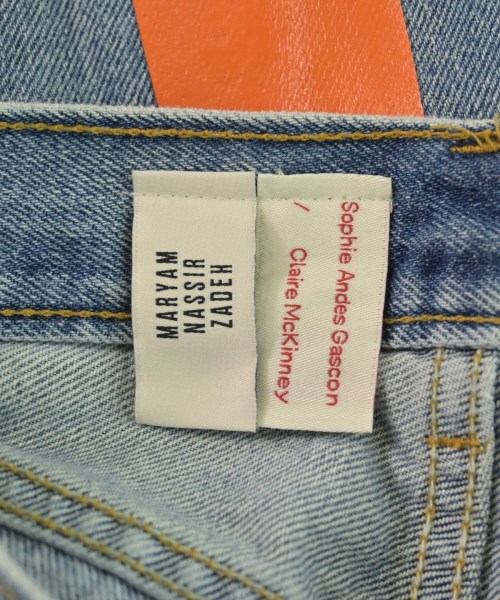 MARYAM
NASSIR
ZADEH
Sophie Andes Gascon
/ Claire McKinney